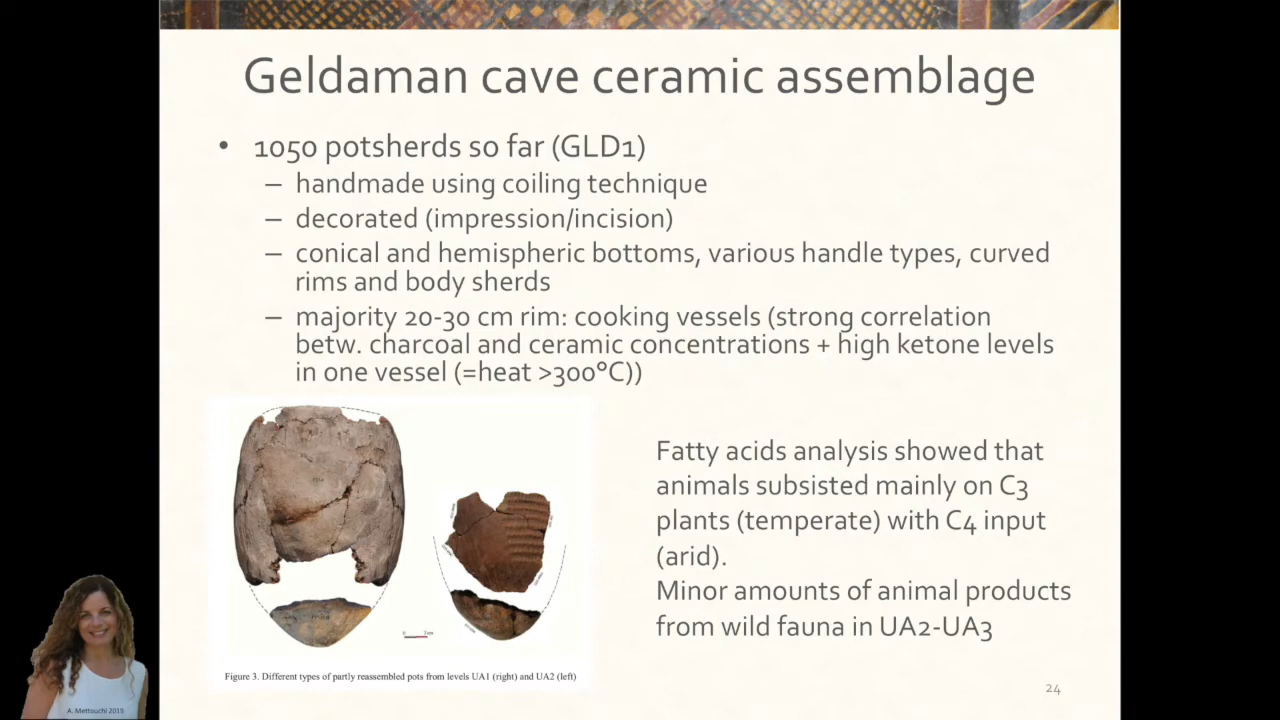 Geldaman cave ceramic assemblage
• 1050 potsherds so far (GLD1)
– handmade using coiling technique
– decorated (impression/incision)
– conical and hemispheric bottoms, various handle types, curved
rims and body sherds
– majority 20-30 cm rim: cooking vessels (strong correlation
betw. charcoal and ceramic concentrations + high ketone levels
in one vessel (=heat >300°C))
Fatty acids analysis showed that
animals subsisted mainly on C3
plants (temperate) with C4 input
(arid).
Minor amounts of animal products
from wild fauna in UA2-UA3
Figure 3. Different types of partly reassembled pots from levels UA1 (right) and UA2 (left)
24
A. Mettouchi 2019